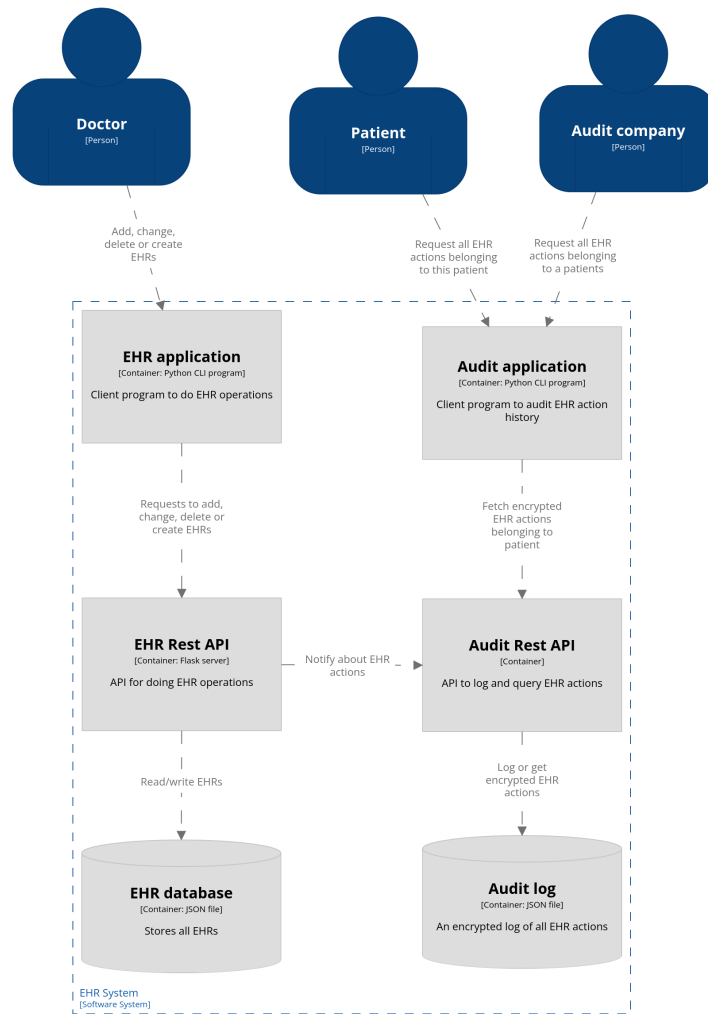 Doctor
[Person]
Patient
[Person]
Audit company
[Person]
Add, change,
delete or create
EHRs
Request all EHR
actions belonging
to this patient
Request all EHR
actions belonging
to a patients
EHR application
[Container: Python CLI program]
Client program to do EHR operations
Audit application
[Container: Python CLI program]
Client program to audit EHR action
history
Requests to add,
change, delete or
create EHRs
Fetch encrypted
EHR actions
belonging to
patient
EHR Rest API
[Container: Flask server]
API for doing EHR operations
Notify about EHR
actions
Audit Rest API
[Container]
API to log and query EHR actions
Read/write EHRs
Log or get
encrypted EHR
actions
EHR database
[Container: JSON file]
Stores all EHRs
Audit log
[Container: JSON file]
An encrypted log of all EHR actions
EHR System
[Software System]